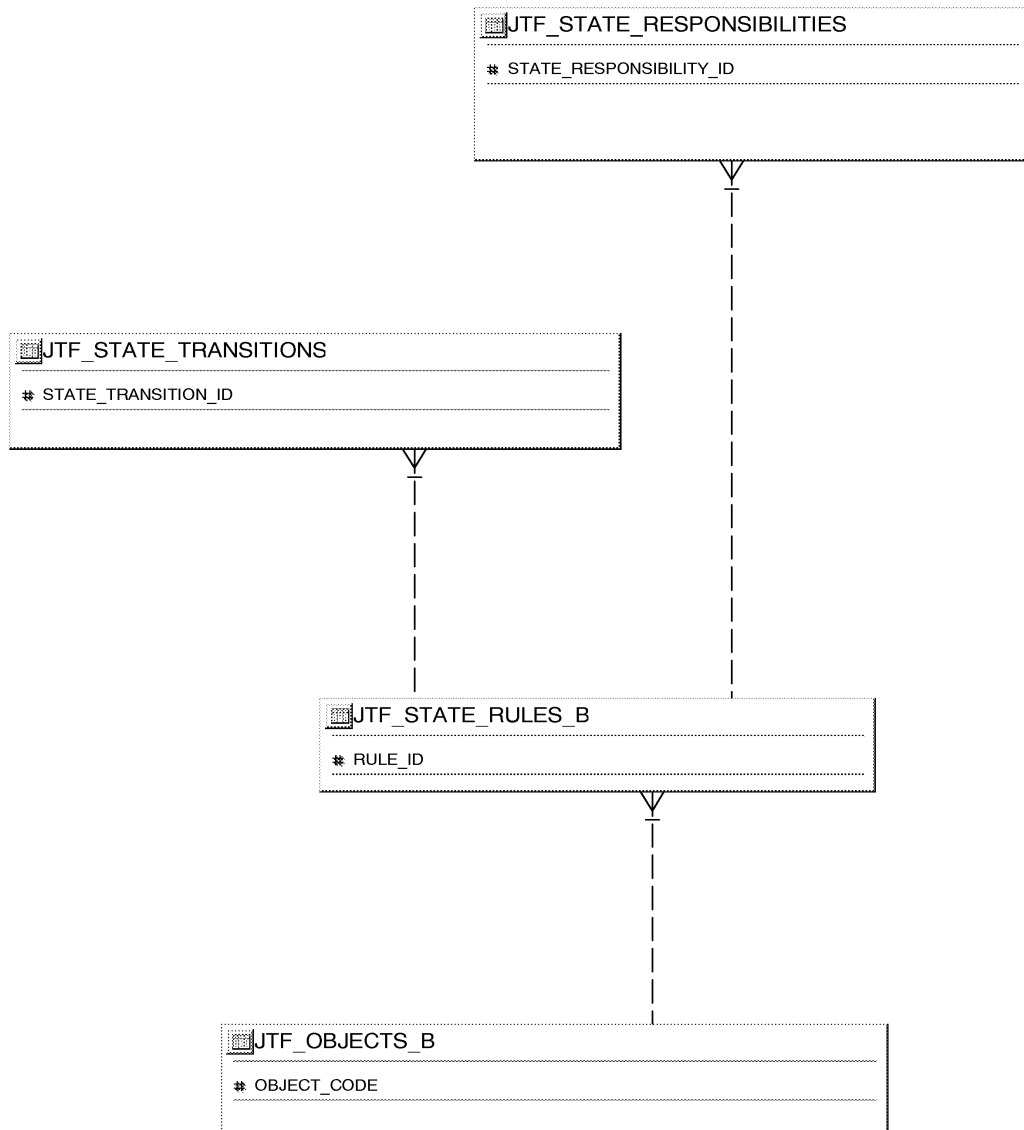 JTF_STATE_RESPONSIBILITIES
# STATE_RESPONSIBILITY_ID
JTF_STATE_TRANSITIONS
# STATE_TRANSITION_ID
JTF_STATE_RULES_B
# RULE_ID
JTF_OBJECTS_B
# OBJECT_CODE